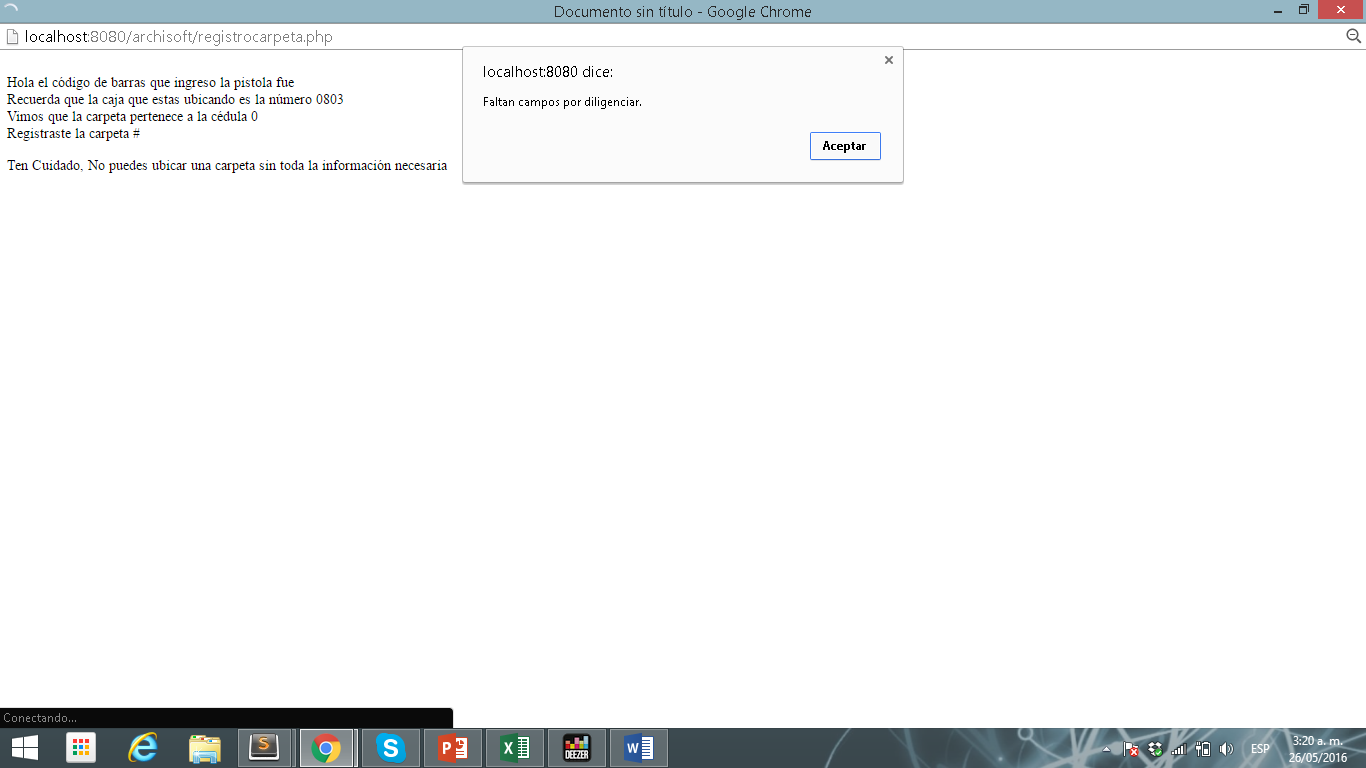 Documento sin título - Google Chrome
localhost:8080/archisoft/registrocarpeta.php
Hola el código de barras que ingreso la pistola fue
Recuerda que la caja que estas ubicando es la número 0803
Vimos que la carpeta pertenece a la cédula 0
Registraste la carpeta #
Ten Cuidado, No puedes ubicar una carpeta sin toda la información necesaria
localhost:8080 dice:
Faltan campos por diligenciar.
Aceptar
Conectando...
S
S
P
X
DEEZER
W
ESP
3:20 a. m.
26/05/2016